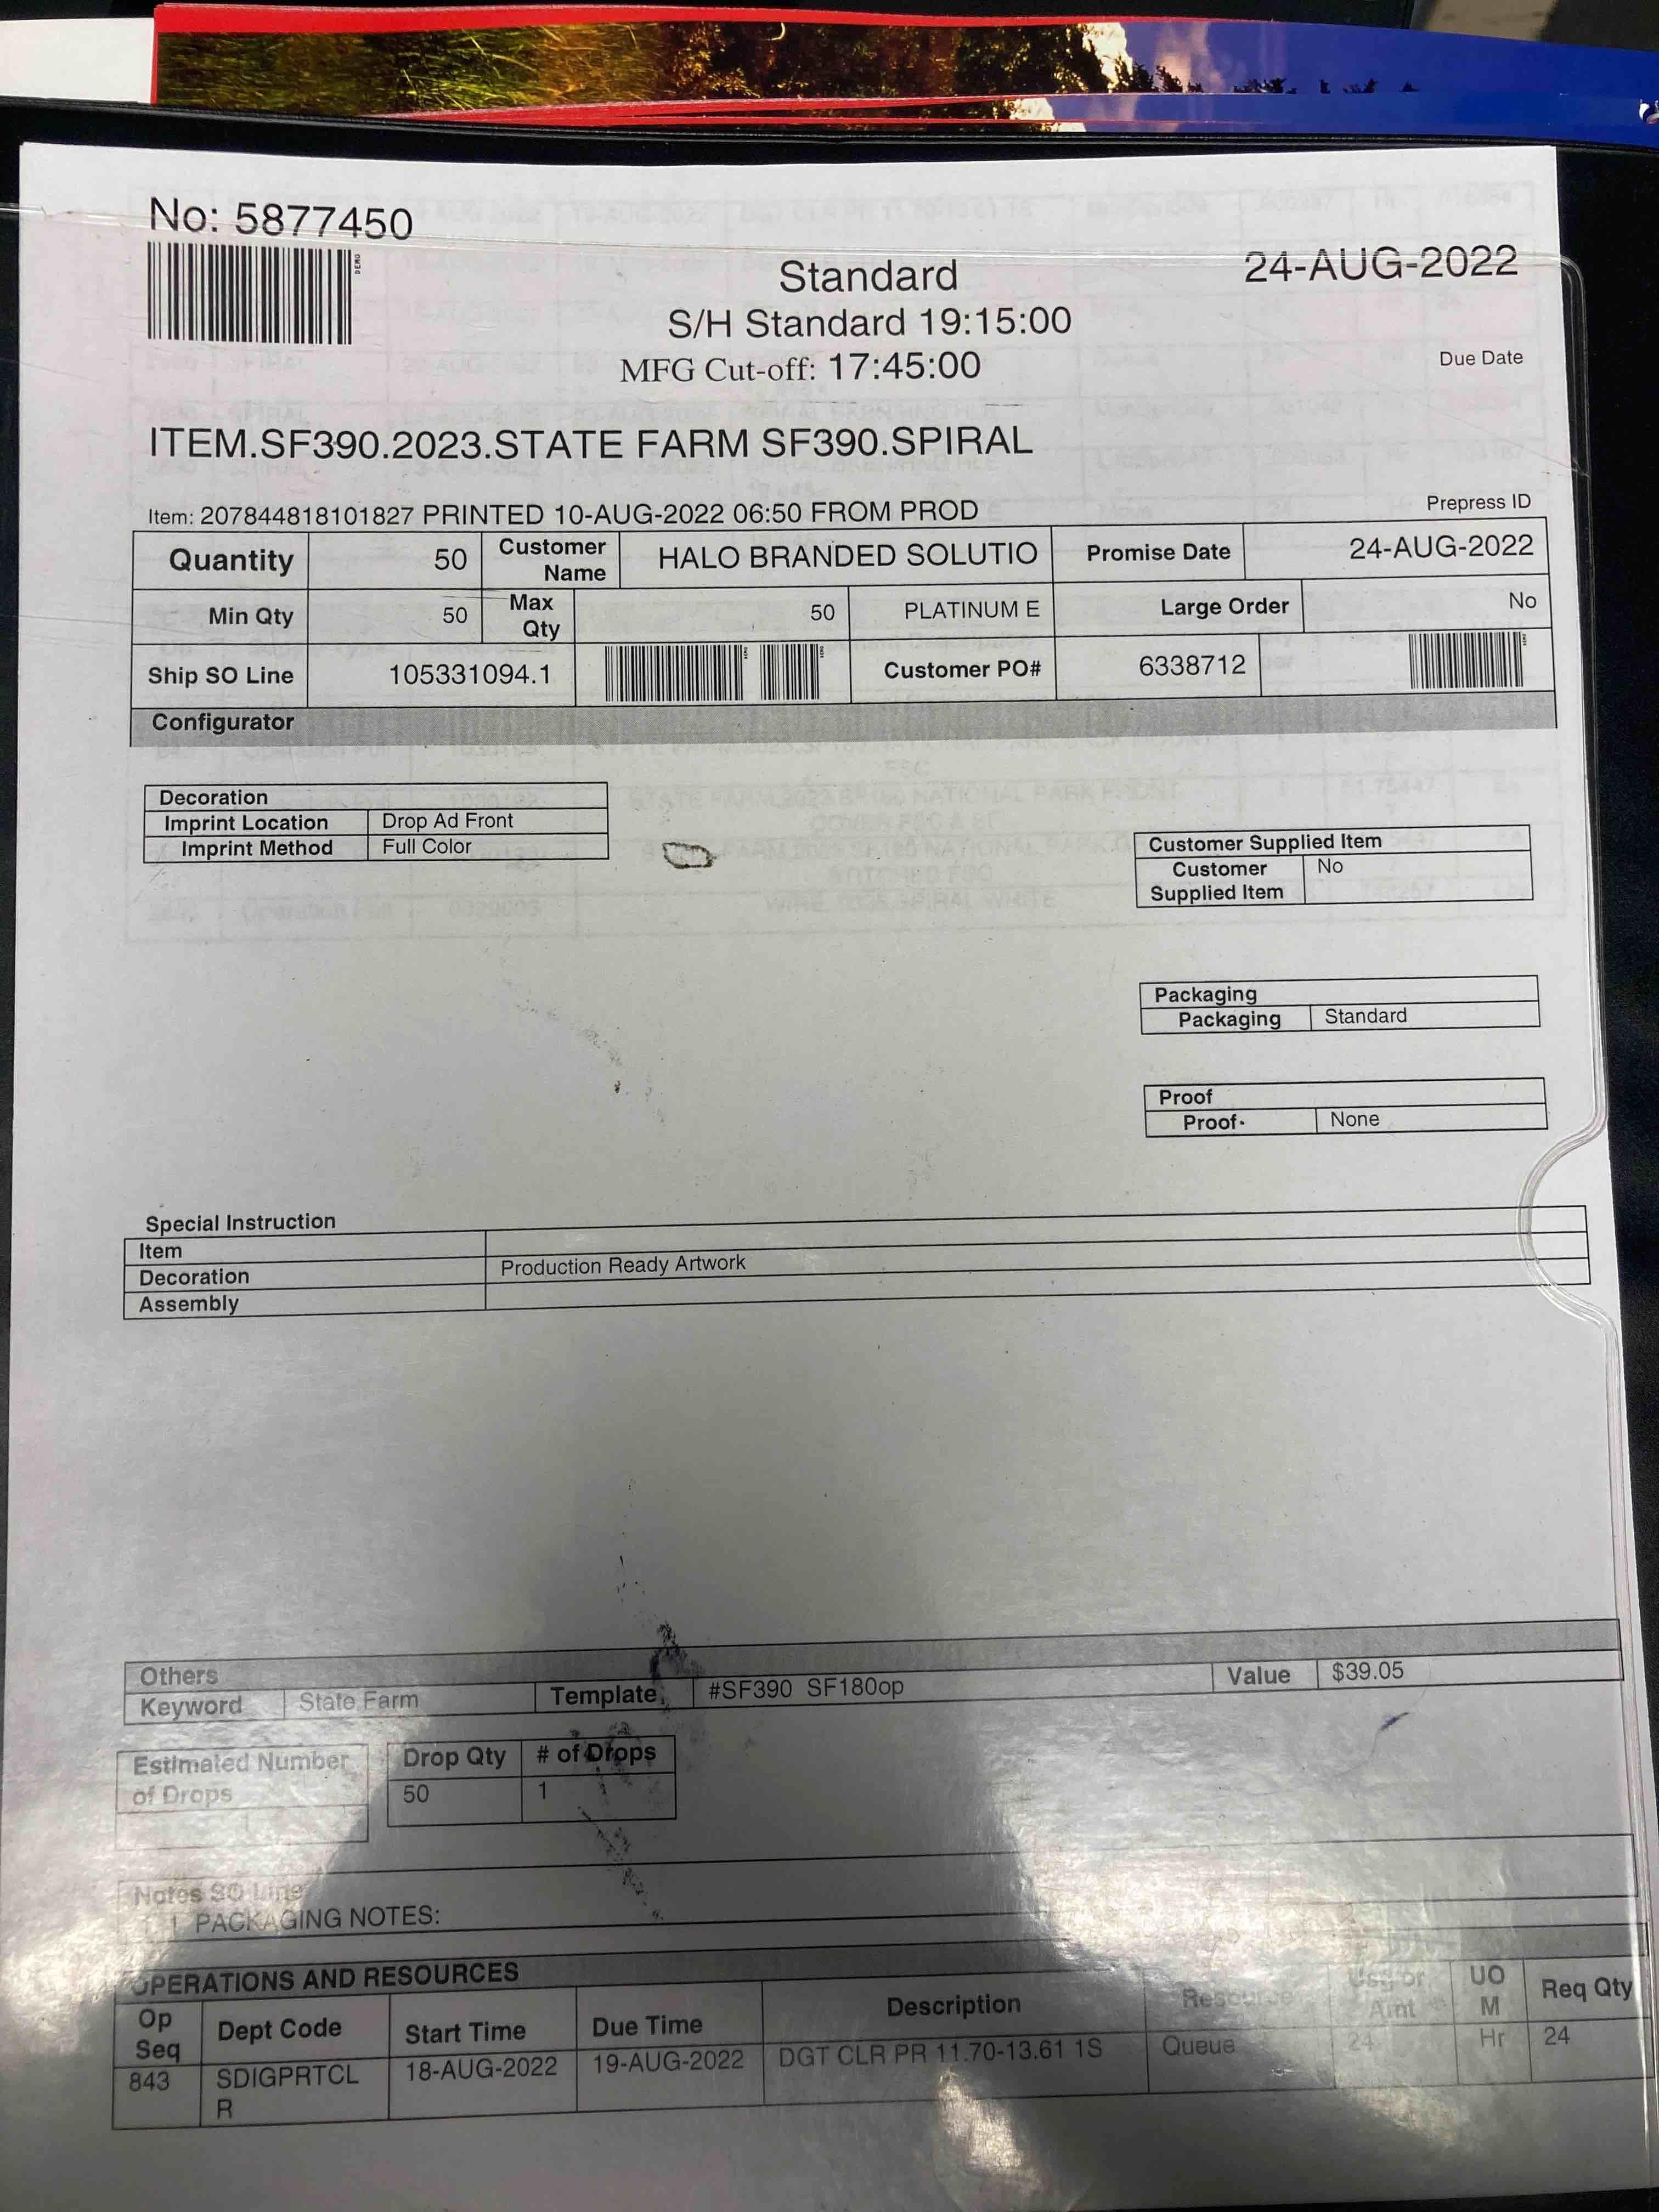 No: 5877450
DEMO
Standard
24-AUG-2022
S/H Standard 19:15:00
MFG Cut-off: 17:45:00
Due Date
ITEM.SF390.2023.STATE FARM SF390.SPIRAL
Item: 207844818101827 PRINTED 10-AUG-2022 06:50 FROM PROD
Prepress ID
Quantity 50 Customer Name HALO BRANDED SOLUTIO Promise Date 24-AUG-2022
Min Qty 50 Max Qty 50 PLATINUM E Large Order No
Ship SO Line 105331094.1 Customer PO# 6338712
Configurator
Decoration
Imprint Location Drop Ad Front
Imprint Method Full Color
Customer Supplied Item
Customer Supplied Item No
Packaging
Packaging Standard
Proof
Proof. None
Special Instruction
Item
Decoration Production Ready Artwork
Assembly
Others
Keyword State Farm Template #SF390 SF180op Value $39.05
Estimated Number of Drops
1
Drop Qty # of Drops
50 1
Notes SO Line
PACKAGING NOTES:
OPERATIONS AND RESOURCES
Op Seq Dept Code Start Time Due Time Description Resource Usg or Amt UO M Req Qty
843 SDIGPRTCL R 18-AUG-2022 19-AUG-2022 DGT CLR PR 11.70-13.61 1S Queue 24 Hr 24